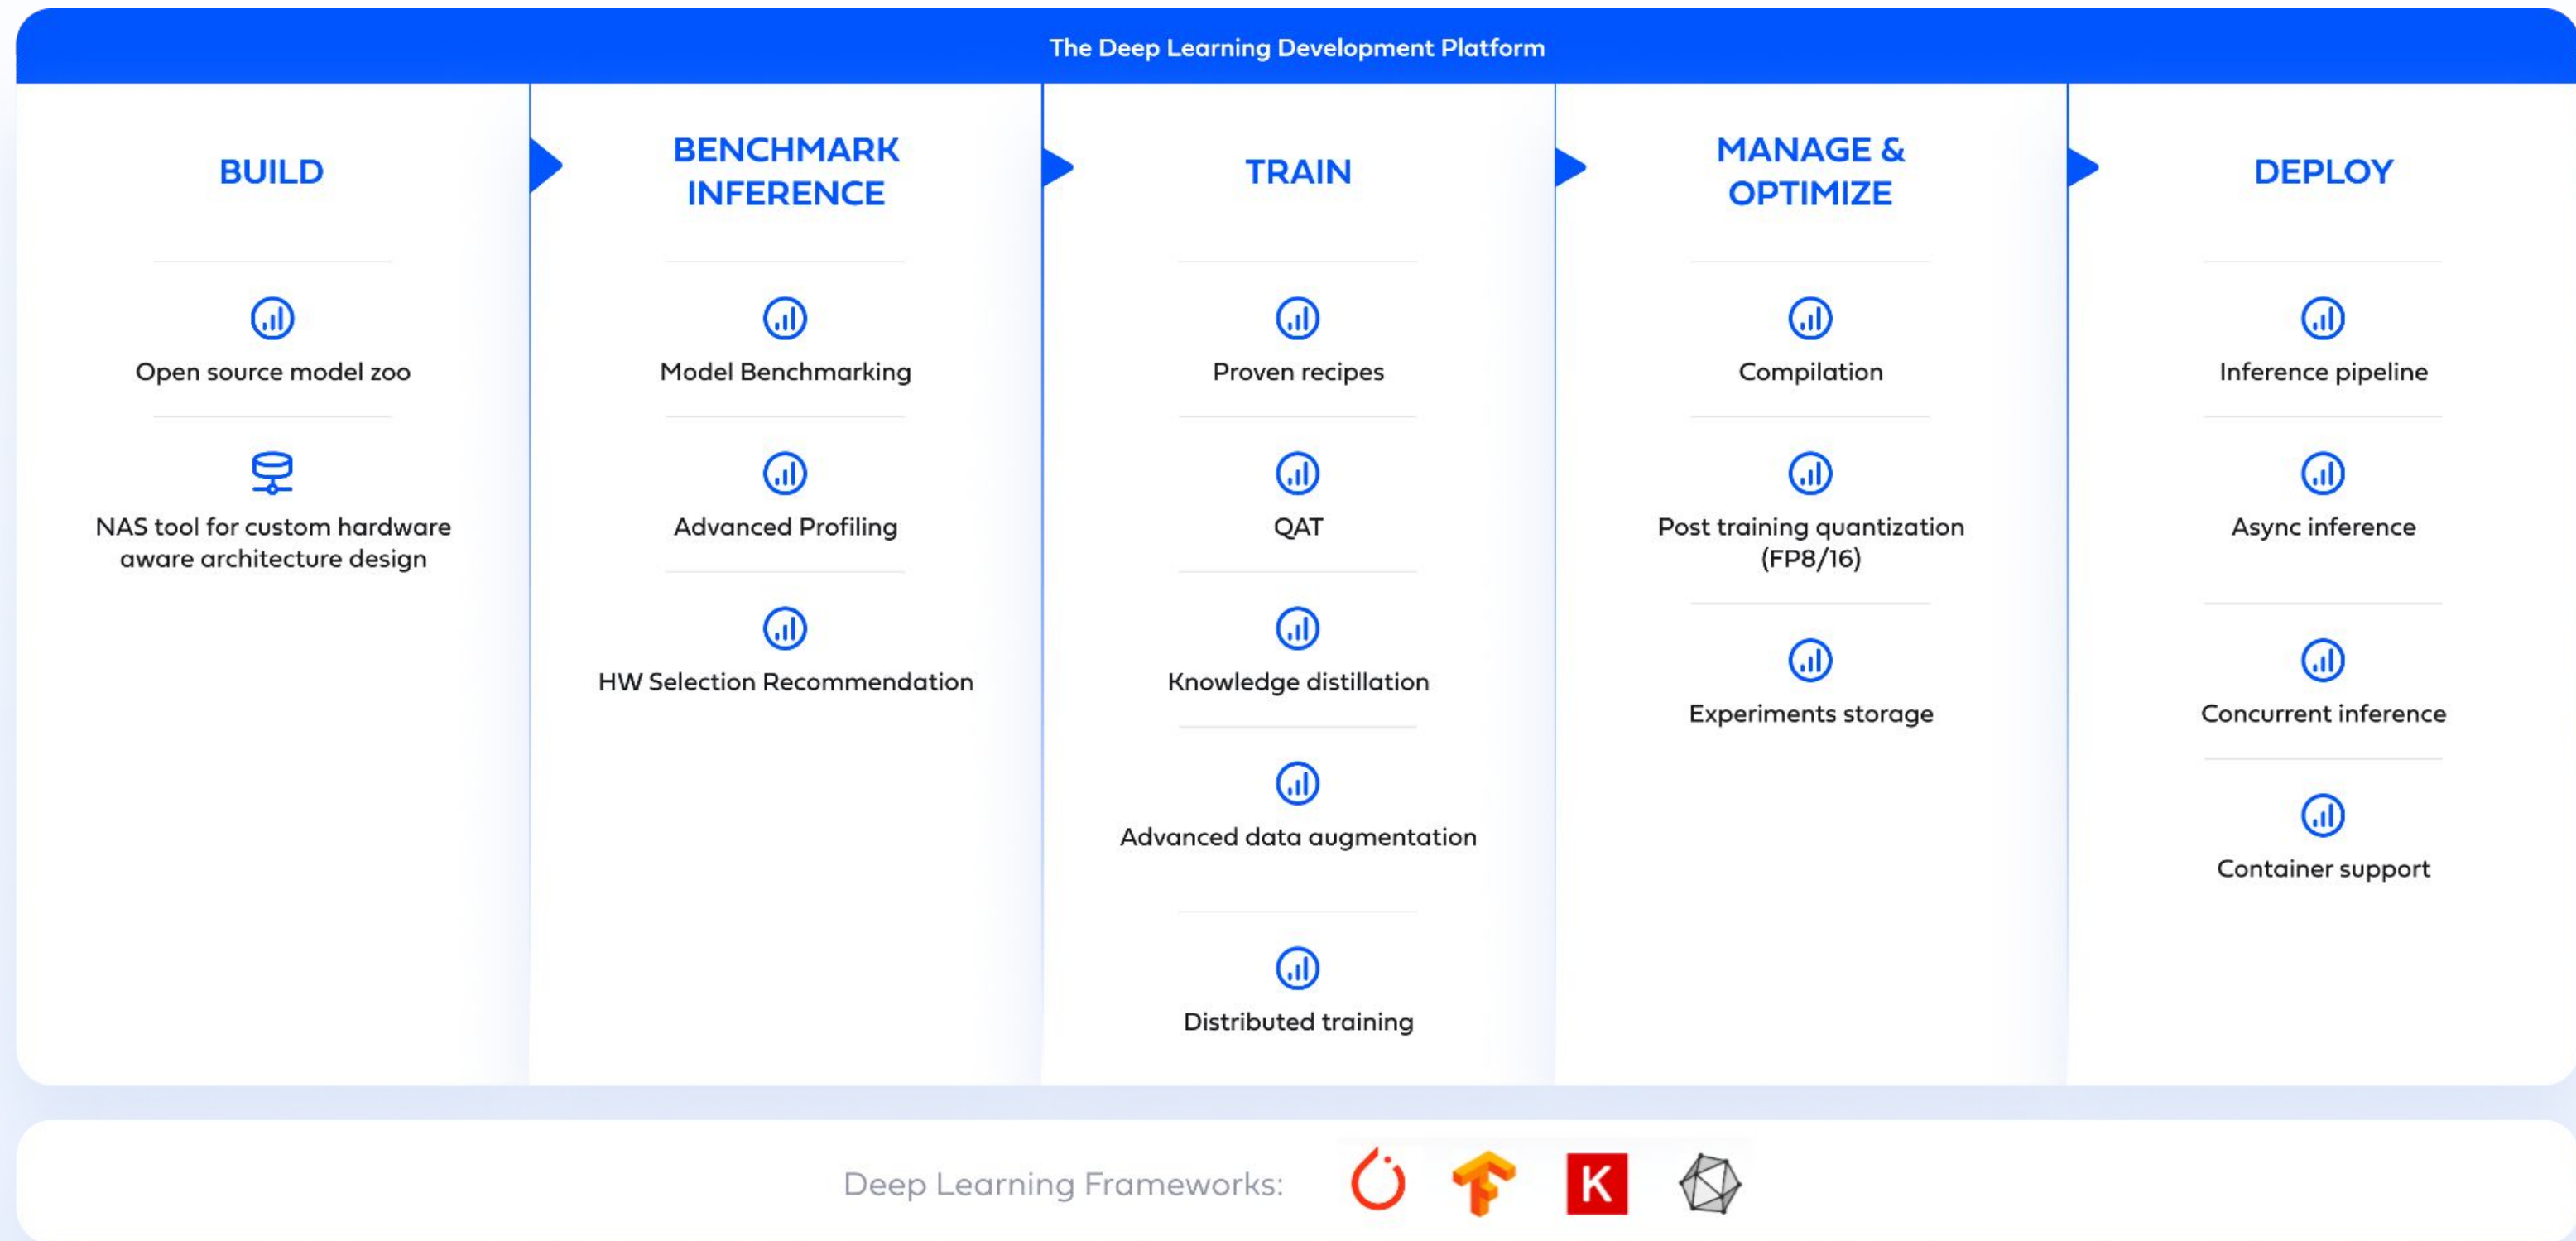 The Deep Learning Development Platform
BUILD
Open source model zoo
NAS tool for custom hardware
aware architecture design
BENCHMARK
INFERENCE
Model Benchmarking
Advanced Profiling
HW Selection Recommendation
TRAIN
Proven recipes
QAT
Knowledge distillation
Advanced data augmentation
Distributed training
MANAGE &
OPTIMIZE
Compilation
Post training quantization
(FP8/16)
Experiments storage
DEPLOY
Inference pipeline
Async inference
Concurrent inference
Container support
Deep Learning Frameworks:
K